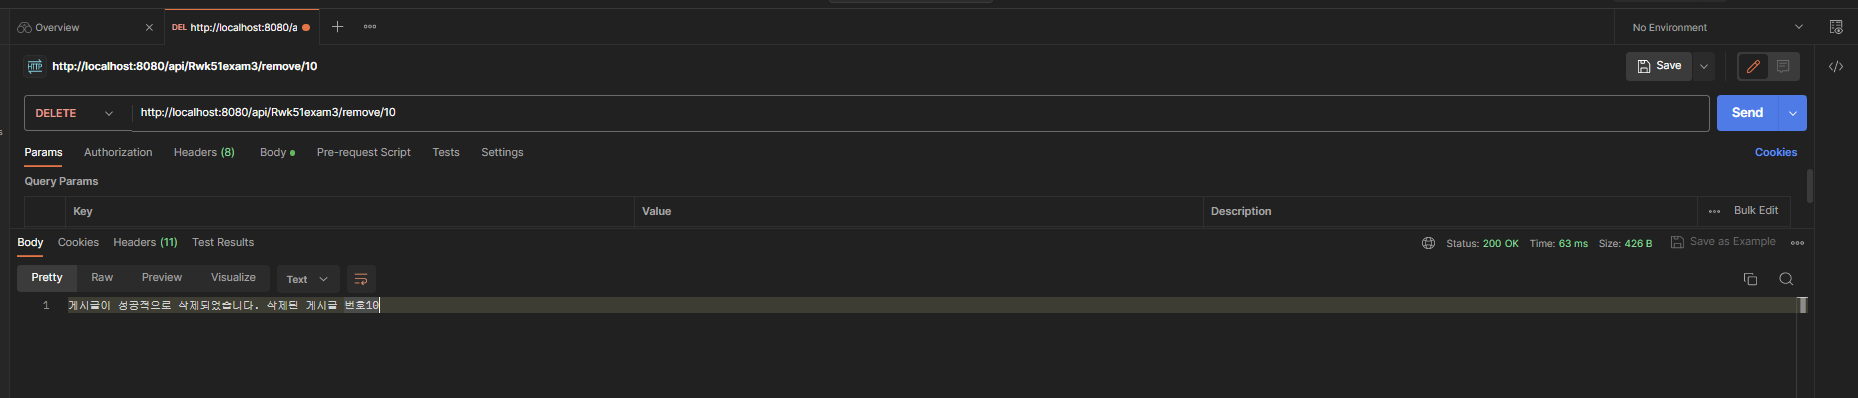 Overview
DEL http://localhost:8080/a
No Environment
HTTP http://localhost:8080/api/Rwk51exam3/remove/10
Save
DELETE http://localhost:8080/api/Rwk51exam3/remove/10
Send
Params Authorization Headers (8) Body Pre-request Script Tests Settings Cookies
Query Params
Key Value Description Bulk Edit
Body Cookies Headers (11) Test Results Status: 200 OK Time: 63 ms Size: 426 B Save as Example
Pretty Raw Preview Visualize Text
1 게시글이 성공적으로 삭제되었습니다. 삭제된 게시글 번호10